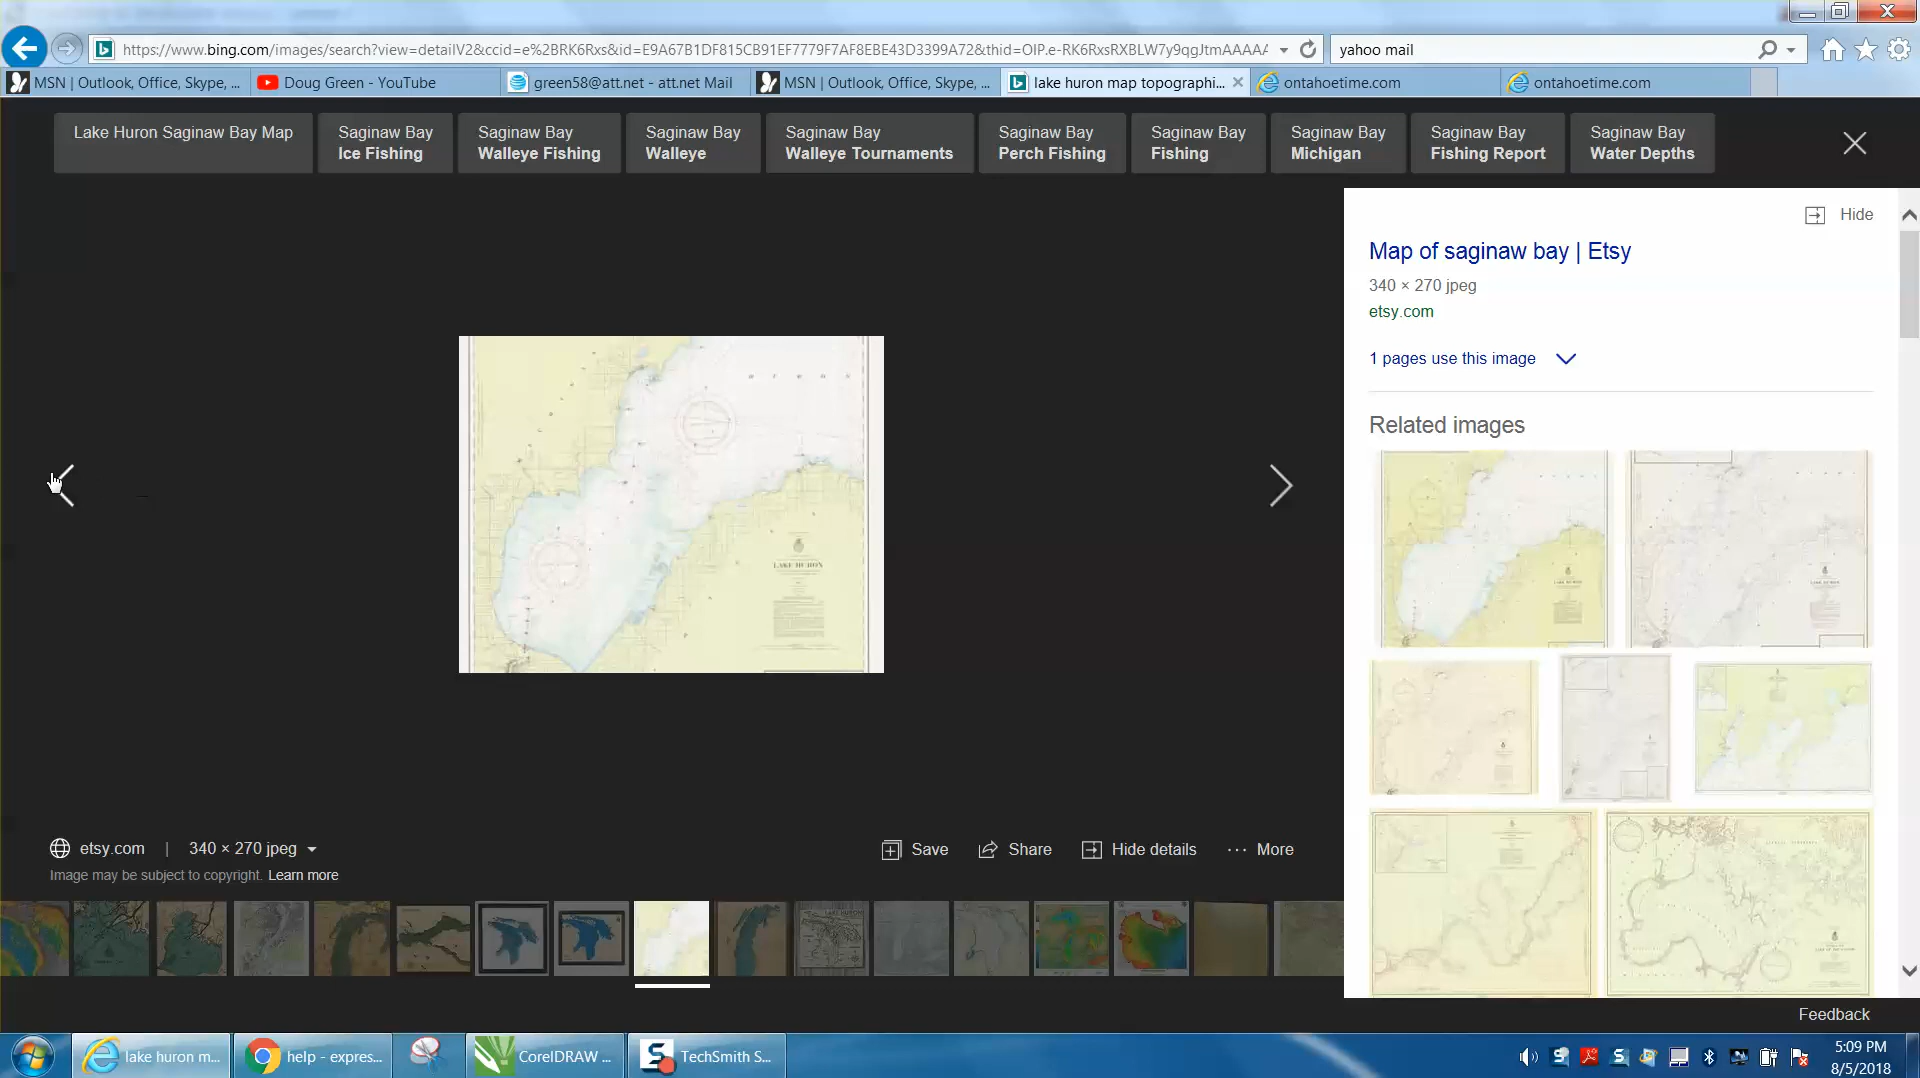 https://www.bing.com/images/search?view=detailV2&ccid=e%2BRK6Rxs&id=E9A67B1DF815CB91EF7779F7AF8EBE43D3399A72&thid=OIP.e-RK6RxsRXBLW7y9qgJtmAAAAA
yahoo mail
MSN | Outlook, Office, Skype, ...
Doug Green - YouTube
green58@att.net - att.net Mail
MSN | Outlook, Office, Skype, ...
lake huron map topographi...
ontahoetime.com
ontahoetime.com
Lake Huron Saginaw Bay Map
Saginaw Bay
Ice Fishing
Saginaw Bay
Walleye Fishing
Saginaw Bay
Walleye
Saginaw Bay
Walleye Tournaments
Saginaw Bay
Perch Fishing
Saginaw Bay
Fishing
Saginaw Bay
Michigan
Saginaw Bay
Fishing Report
Saginaw Bay
Water Depths
Hide
Map of saginaw bay | Etsy
340 × 270 jpeg
etsy.com
1 pages use this image
Related images
H U R O N
LAKE HURON
etsy.com | 340 × 270 jpeg
Save
Share
Hide details
More
Image may be subject to copyright. Learn more
Feedback
lake huron m...
help - expres...
CorelDRAW ...
TechSmith S...
5:09 PM
8/5/2018